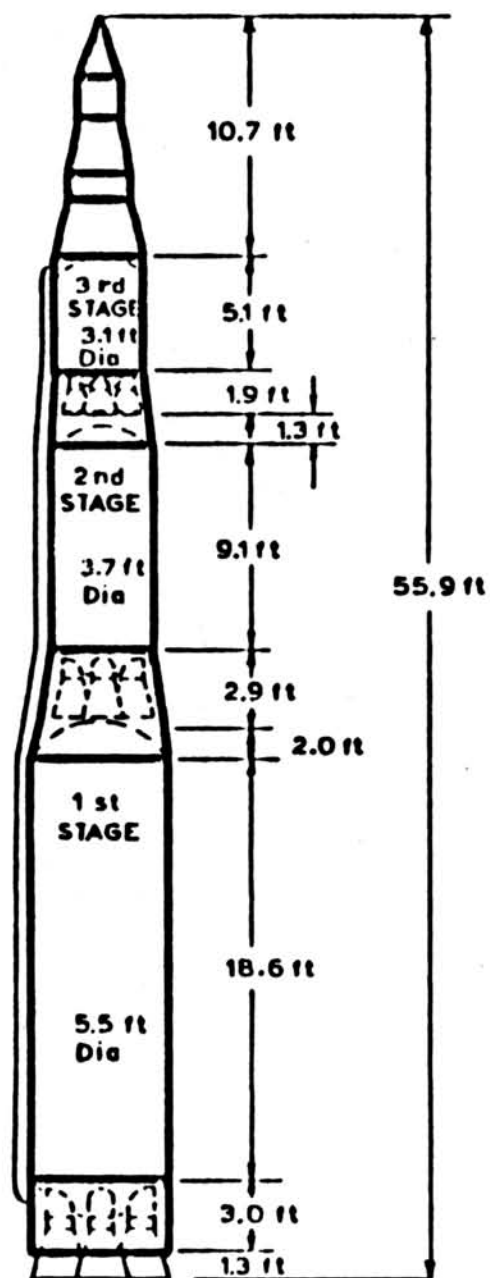 10.7 ft
3 rd
STAGE
3.1 ft
Dia
5.1 ft
1.9 ft
1.3 ft
2 nd
STAGE
3.7 ft
Dia
9.1 ft
55.9 ft
2.9 ft
2.0 ft
1 st
STAGE
18.6 ft
5.5 ft
Dia
3.0 ft
1.3 ft